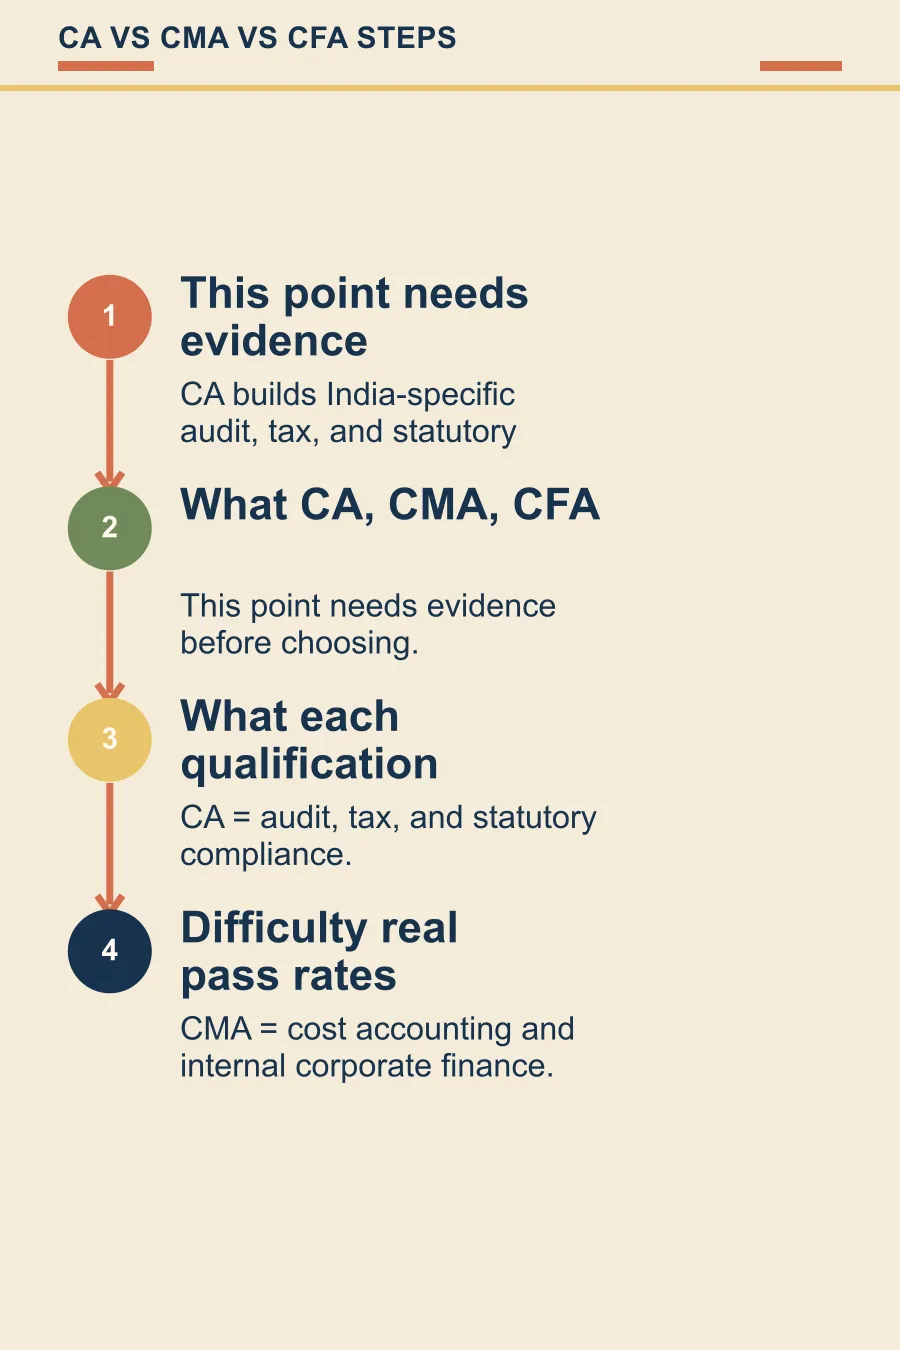 CA VS CMA VS CFA STEPS
1
This point needs
evidence
CA builds India-specific
audit, tax, and statutory
2
What CA, CMA, CFA
This point needs evidence
before choosing.
3
What each
qualification
CA = audit, tax, and statutory
compliance.
4
Difficulty real
pass rates
CMA = cost accounting and
internal corporate finance.